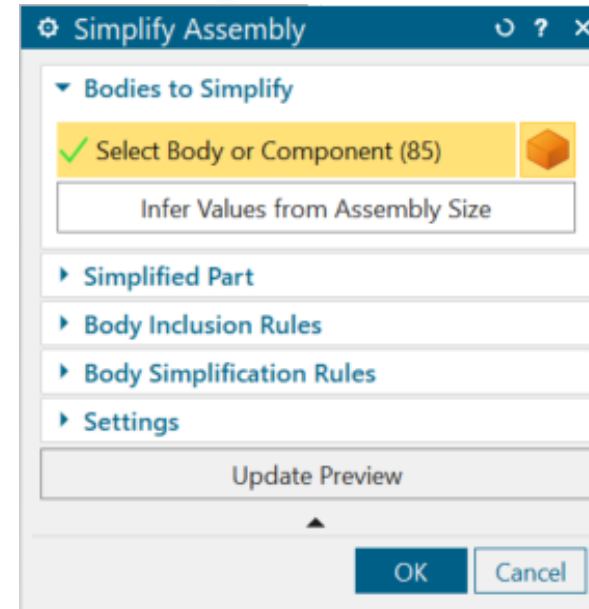 Simplify Assembly
Bodies to Simplify
Select Body or Component (85)
Infer Values from Assembly Size
Simplified Part
Body Inclusion Rules
Body Simplification Rules
Settings
Update Preview
OK Cancel